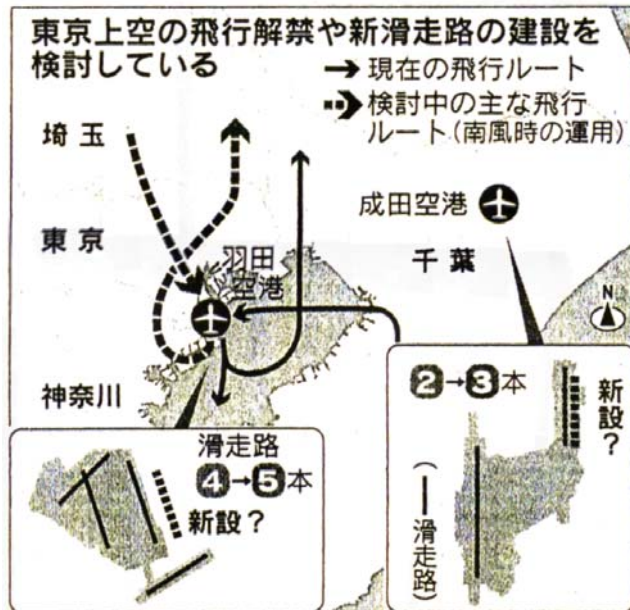 東京上空の飛行解禁や新滑走路の建設を
検討している
→現在の飛行ルート
検討中の主な飛行
ルート(南風時の運用)
埼玉
成田空港
東京
羽田
空港
千葉
N
神奈川
滑走路
4→5本
新設?
2→3本
新設?
(━滑走路)